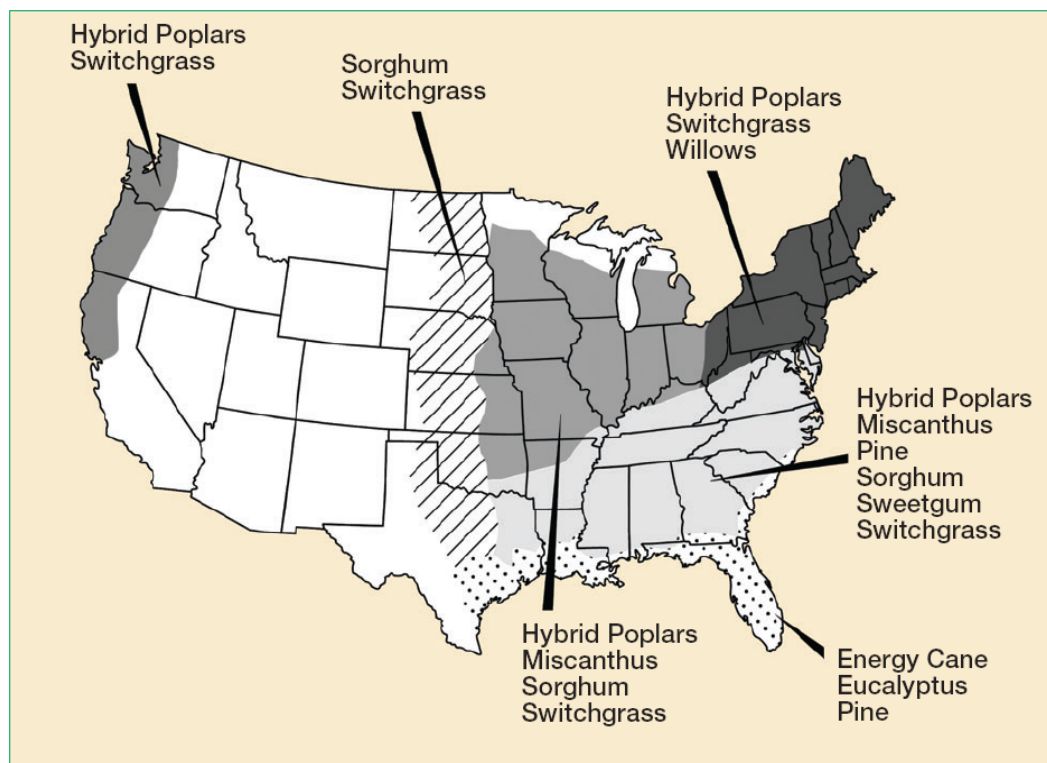 Hybrid Poplars
Switchgrass
Sorghum
Switchgrass
Hybrid Poplars
Switchgrass
Willows
Hybrid Poplars
Miscanthus
Pine
Sorghum
Sweetgum
Switchgrass
Hybrid Poplars
Miscanthus
Sorghum
Switchgrass
Energy Cane
Eucalyptus
Pine